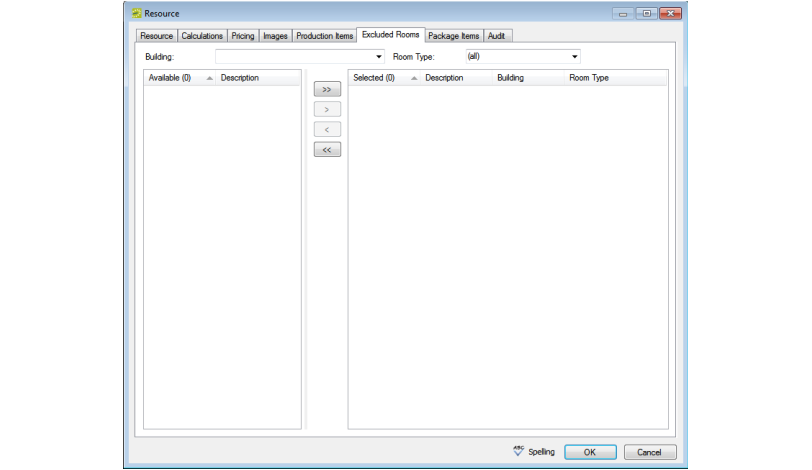 Resource
Resource Calculations Pricing Images Production Items Excluded Rooms Package Items Audit
Building: Room Type: (all)
Available (0) Description >> Selected (0) Description Building Room Type
>
<
<<
ABC Spelling OK Cancel